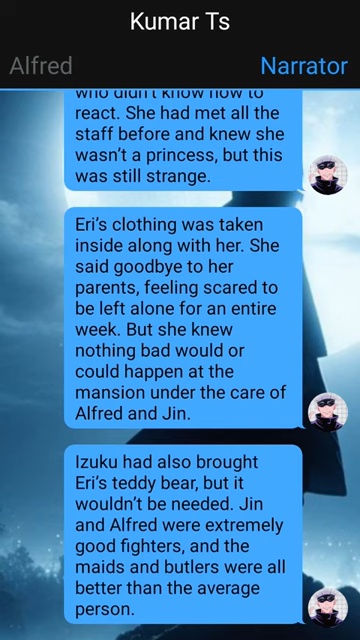 Kumar Ts
Alfred
Narrator
who didn't know how to
react. She had met all the
staff before and knew she
wasn't a princess, but this
was still strange.
Eri's clothing was taken
inside along with her. She
said goodbye to her
parents, feeling scared to
be left alone for an entire
week. But she knew
nothing bad would or
could happen at the
mansion under the care of
Alfred and Jin.
Izuku had also brought
Eri's teddy bear, but it
wouldn't be needed. Jin
and Alfred were extremely
good fighters, and the
maids and butlers were all
better than the average
person.